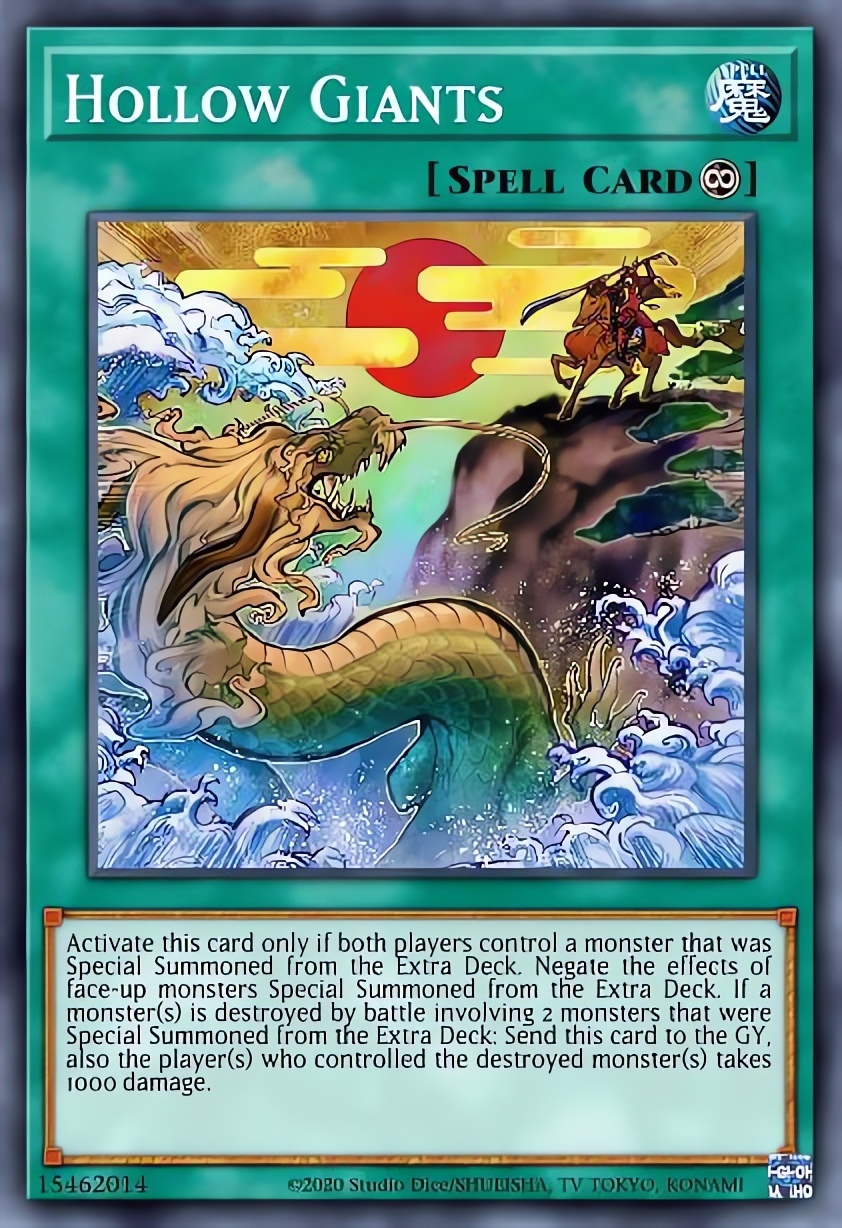 Hollow Giants
魔
[Spell Card]
Activate this card only if both players control a monster that was
Special Summoned from the Extra Deck. Negate the effects of
face-up monsters Special Summoned from the Extra Deck. If a
monster(s) is destroyed by battle involving 2 monsters that were
Special Summoned from the Extra Deck: Send this card to the GY,
also the player(s) who controlled the destroyed monster(s) takes
1000 damage.
15462014
©2020 Studio Dice/SHUEISHA, TV TOKYO, KONAMI